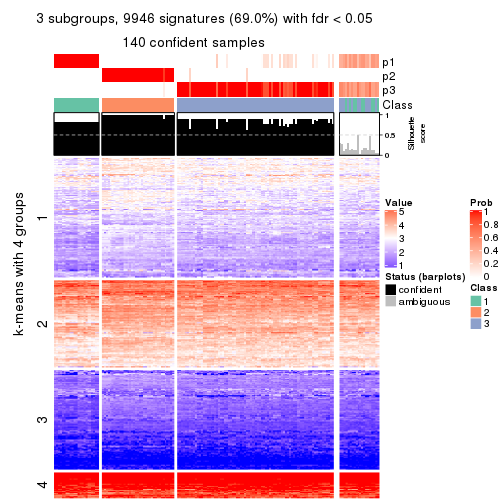 3 subgroups, 9946 signatures (69.0%) with fdr < 0.05
140 confident samples
p1
p2
p3
Class
1
0.5
0
Silhouette
score
k-means with 4 groups
1
2
3
4
Value
5
4
3
2
1
Status (barplots)
confident
ambiguous
Prob
1
0.8
0.6
0.4
0.2
0
Class
1
2
3